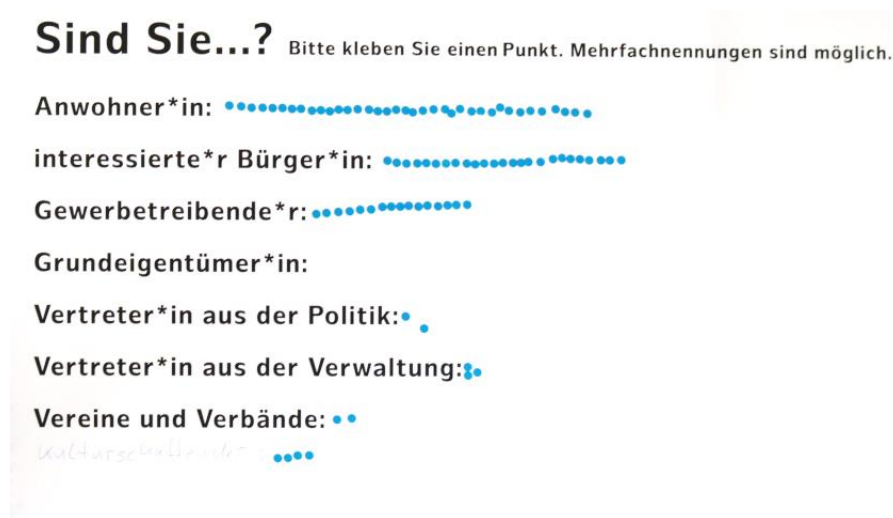 Sind Sie...? Bitte kleben Sie einen Punkt. Mehrfachnennungen sind möglich.
Anwohner*in:
interessierte*r Bürger*in:
Gewerbetreibende*r:
Grundeigentümer*in:
Vertreter*in aus der Politik:
Vertreter*in aus der Verwaltung:
Vereine und Verbände: